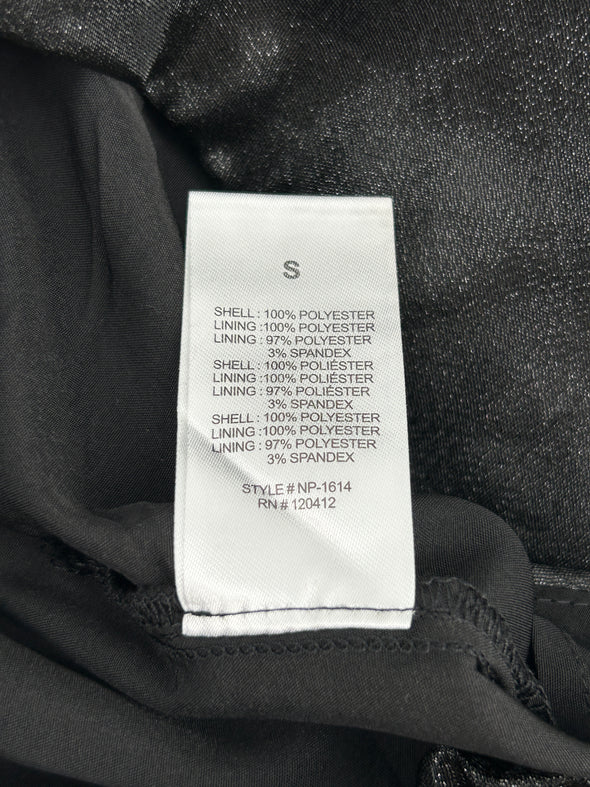 S
SHELL : 100% POLYESTER
LINING :100% POLYESTER
LINING : 97% POLYESTER
3% SPANDEX
SHELL : 100% POLIÉSTER
LINING : 100% POLIÉSTER
LINING : 97% POLIÉSTER
3% SPANDEX
SHELL : 100% POLYESTER
LINING : 100% POLYESTER
LINING : 97% POLYESTER
3% SPANDEX
STYLE # NP-1614
RN # 120412